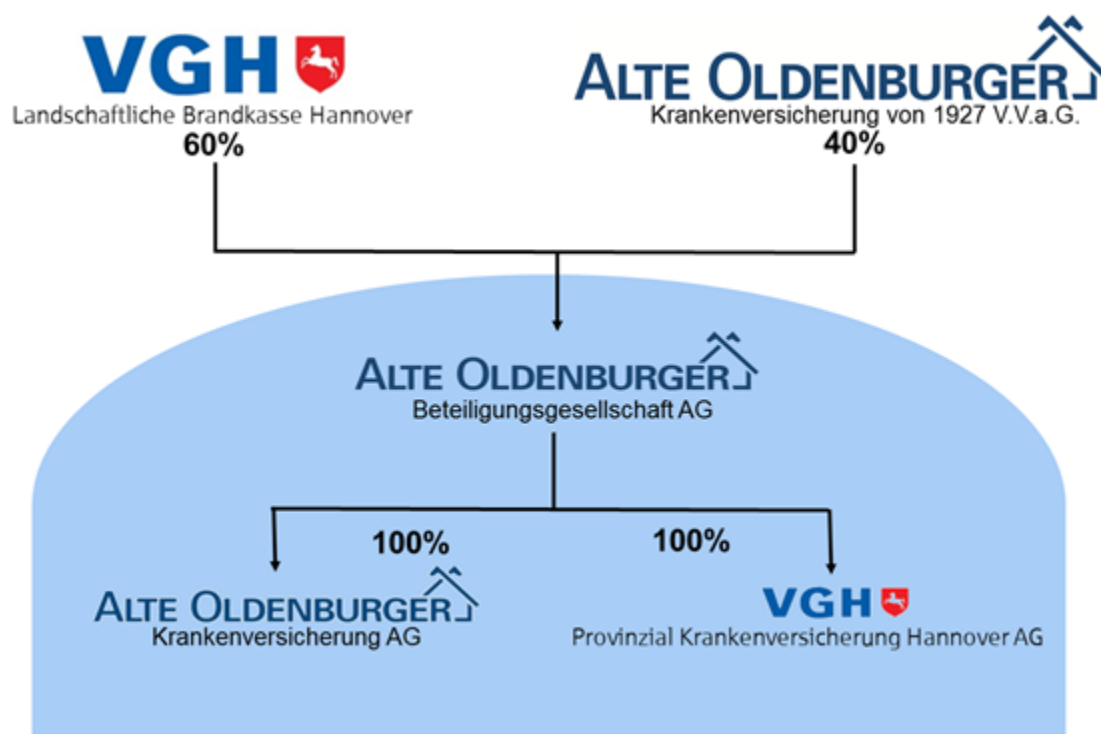 VGH
Landschaftliche Brandkasse Hannover
60%
ALTE OLDENBURGER
Krankenversicherung von 1927 V.V.a.G.
40%
ALTE OLDENBURGER
Beteiligungsgesellschaft AG
100%
100%
ALTE OLDENBURGER
Krankenversicherung AG
VGH
Provinzial Krankenversicherung Hannover AG